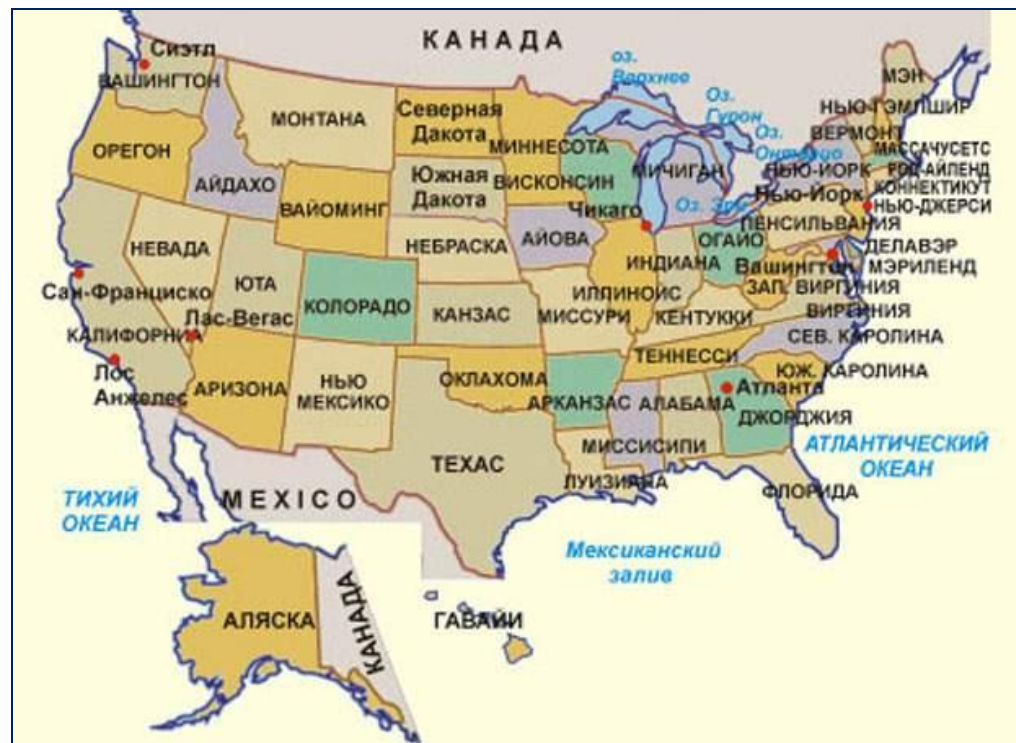 КАНАДА
Сиэтл
ВАШИНГТОН
МОНТАНА
Северная
Дакота
МИННЕСОТА
оз.
Верхнее
Оз.
Гурон
Оз.
Онтарио
МЭН
НЬЮ-ГЭМПШИР
ВЕРМОНТ
МАССАЧУСЕТС
ОРЕГОН
АЙДАХО
ВАЙОМИНГ
Южная
Дакота
ВИСКОНСИН
МИЧИГАН
НЬЮ-ЙОРК
РОД-АЙЛЕНД
Нью-Йорк
КОННЕКТИКУТ
НЬЮ-ДЖЕРСИ
Чикаго
Оз. Эри
ПЕНСИЛЬВАНИЯ
НЕВАДА
НЕБРАСКА
АЙОВА
ОГАЙО
ДЕЛАВЭР
ИНДИАНА
Вашингтон
МЭРИЛЕНД
ЮТА
Сан-Франциско
КОЛОРАДО
ИЛЛИНОИС
ЗАП. ВИРГИНИЯ
КАНЗАС
МИССУРИ
КЕНТУККИ
ВИРГИНИЯ
Лас-Вегас
КАЛИФОРНИА
СЕВ. КАРОЛИНА
ТЕННЕССИ
Лос
Анжелес
АРИЗОНА
НЬЮ
МЕКСИКО
ОКЛАХОМА
ЮЖ. КАРОЛИНА
Атланта
АРКАНЗАС
АЛАБАМА
ДЖОРДЖИЯ
МИССИСИПИ
АТЛАНТИЧЕСКИЙ
ОКЕАН
ТЕХАС
ЛУИЗИАНА
ФЛОРИДА
ТИХИЙ
ОКЕАН
MEXICO
Мексиканский
залив
АЛЯСКА
КАНАДА
ГАВАЙИ